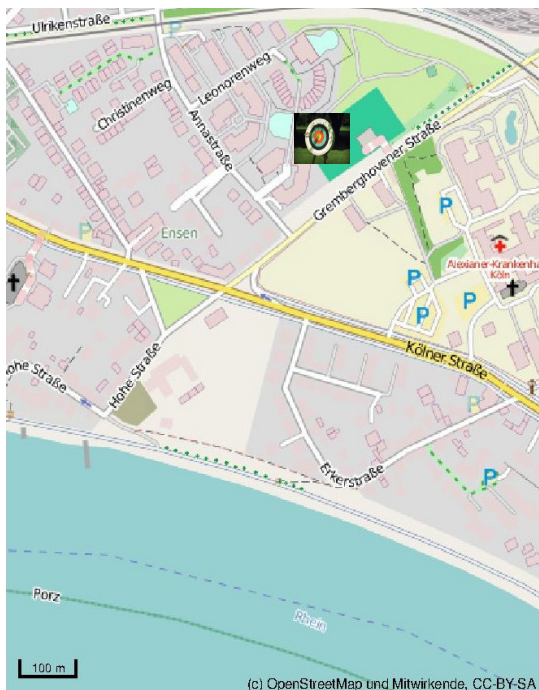 Ulrikenstraße
P
Christinenweg
Leonorenweg
Annastraße
Gremberghovener Straße
P
Ensen
P
Alexianer-Krankenha
Köln
P
P
P
P
Kölner Straße
Hohe Straße
hohe Straße
P
Erkerstraße
P
Porz
Rhein
100 m
(c) OpenStreetMap und Mitwirkende, CC-BY-SA